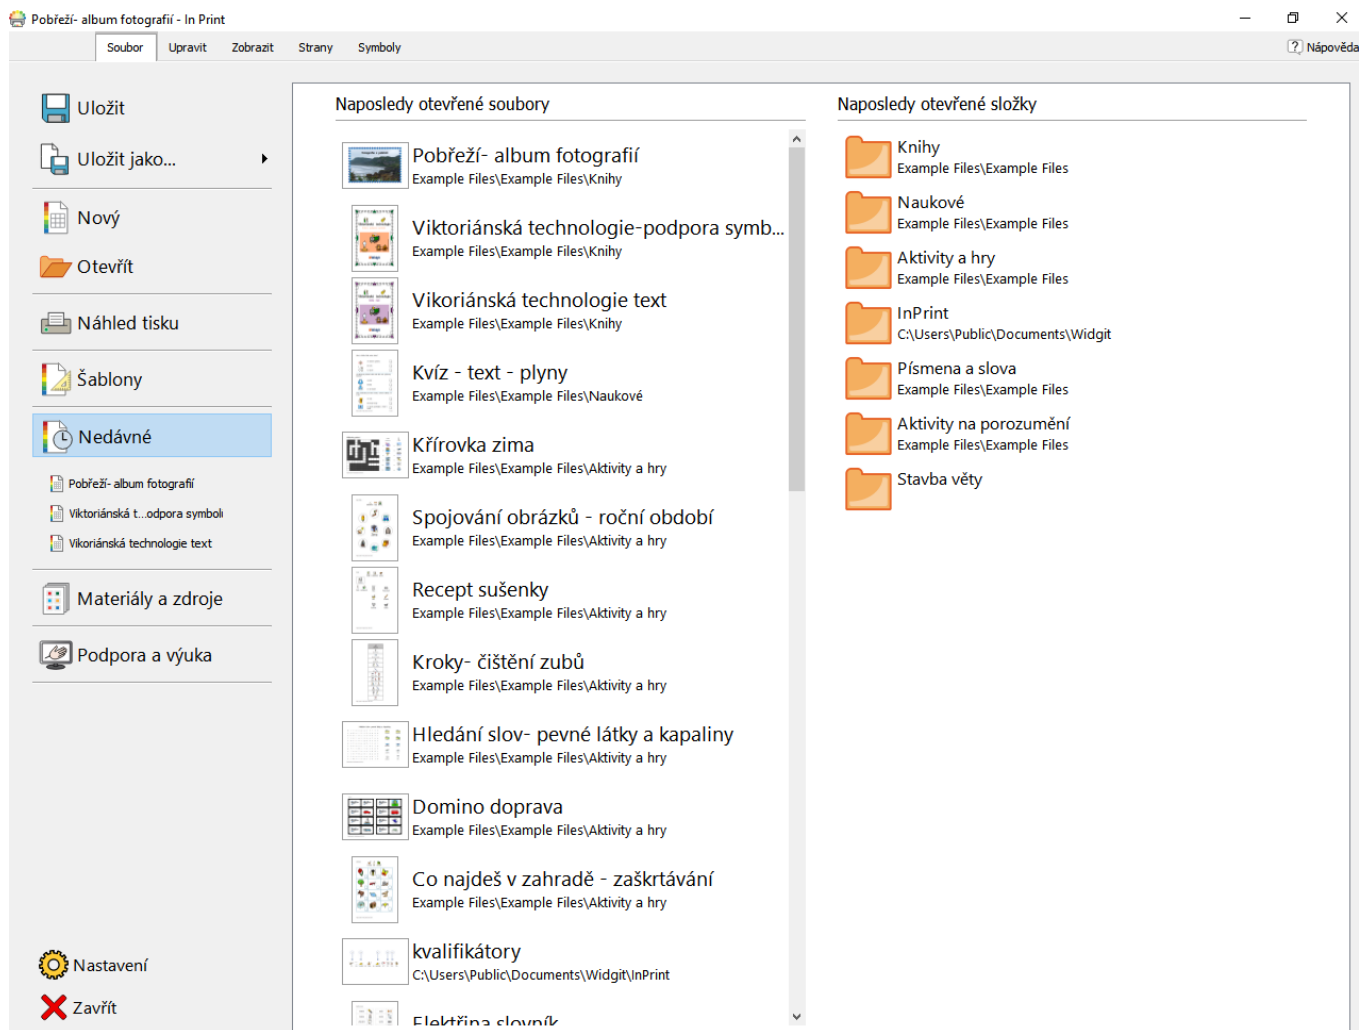 Pobřeží- album fotografií - In Print
Soubor Upravit Zobrazit Strany Symboly Nápověda
Uložit
Uložit jako...
Nový
Otevřít
Náhled tisku
Šablony
Nedávné
Pobřeží- album fotografií
Viktoriánská t...odpora symbolů
Vikoriánská technologie text
Materiály a zdroje
Podpora a výuka
Nastavení
Zavřít
Naposledy otevřené soubory
Pobřeží- album fotografií
Example Files\Example Files\Knihy
Viktoriánská technologie-podpora symb...
Example Files\Example Files\Knihy
Vikoriánská technologie text
Example Files\Example Files\Knihy
Kvíz - text - plyny
Example Files\Example Files\Naukové
Křírovka zima
Example Files\Example Files\Aktivity a hry
Spojování obrázků - roční období
Example Files\Example Files\Aktivity a hry
Recept sušenky
Example Files\Example Files\Aktivity a hry
Kroky- čištění zubů
Example Files\Example Files\Aktivity a hry
Hledání slov- pevné látky a kapaliny
Example Files\Example Files\Aktivity a hry
Domino doprava
Example Files\Example Files\Aktivity a hry
Co najdeš v zahradě - zaškrtávání
Example Files\Example Files\Aktivity a hry
kvalifikátory
C:\Users\Public\Documents\Widgit\InPrint
Elektřina slovník
Naposledy otevřené složky
Knihy
Example Files\Example Files
Naukové
Example Files\Example Files
Aktivity a hry
Example Files\Example Files
InPrint
C:\Users\Public\Documents\Widgit
Písmena a slova
Example Files\Example Files
Aktivity na porozumění
Example Files\Example Files
Stavba věty